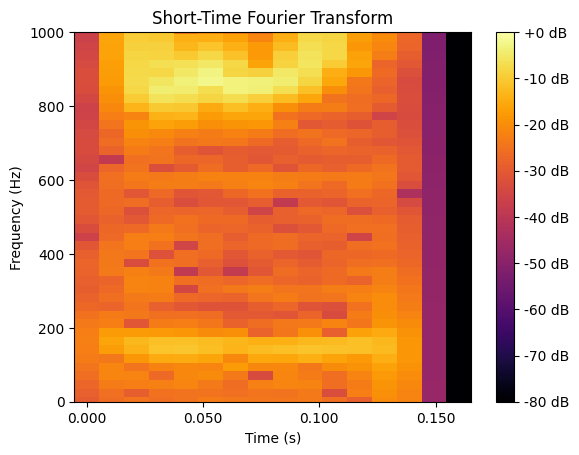 Short-Time Fourier Transform
1000
800
600
400
200
0
Frequency (Hz)
0.000
0.050
0.100
0.150
Time (s)
+0 dB
-10 dB
-20 dB
-30 dB
-40 dB
-50 dB
-60 dB
-70 dB
-80 dB